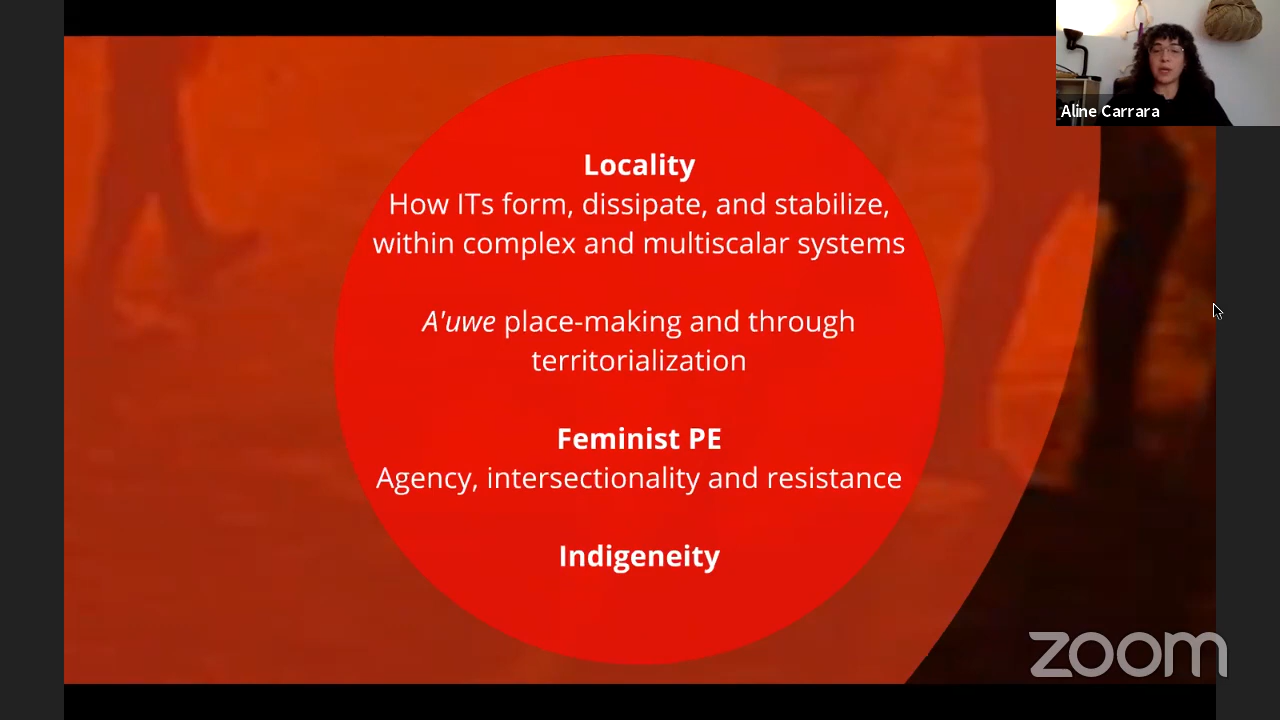 Aline Carrara
Locality
How ITs form, dissipate, and stabilize,
within complex and multiscalar systems
A'uwe place-making and through
territorialization
Feminist PE
Agency, intersectionality and resistance
Indigeneity
zoom